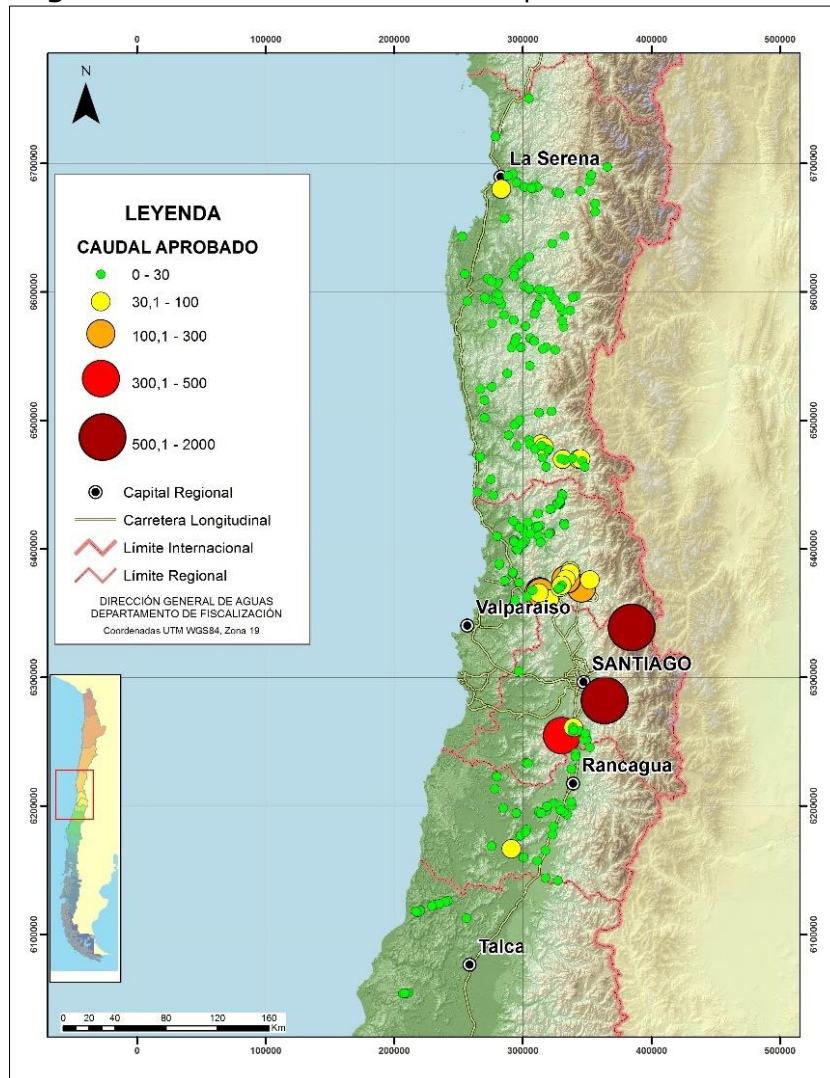 0
100000
200000
300000
400000
500000
N
La Serena
LEYENDA
CAUDAL APROBADO
0 - 30
30,1 - 100
100,1 - 300
300,1 - 500
500,1 - 2000
Capital Regional
Carretera Longitudinal
Límite Internacional
Límite Regional
DIRECCIÓN GENERAL DE AGUAS
DEPARTAMENTO DE FISCALIZACIÓN
Coordenadas UTM WGS84, Zona 19
Valparaíso
SANTIAGO
Rancagua
Talca
6700000
6600000
6500000
6400000
6300000
6200000
6100000
6700000
6600000
6500000
6400000
6300000
6200000
6100000
0 10 20 40 80 120 160
Km
0
100000
200000
300000
400000
500000